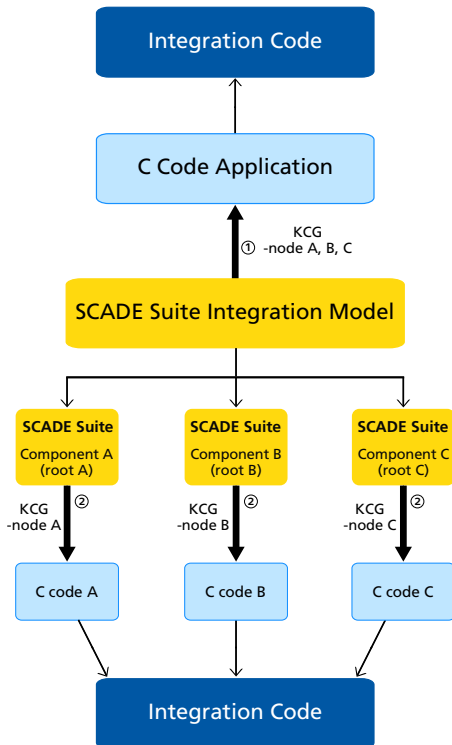 Integration Code
C Code Application
① KCG
-node A, B, C
SCADE Suite Integration Model
SCADE Suite
Component A
(root A)
SCADE Suite
Component B
(root B)
SCADE Suite
Component C
(root C)
KCG
-node A
②
KCG
-node B
②
KCG
-node C
②
C code A
C code B
C code C
Integration Code